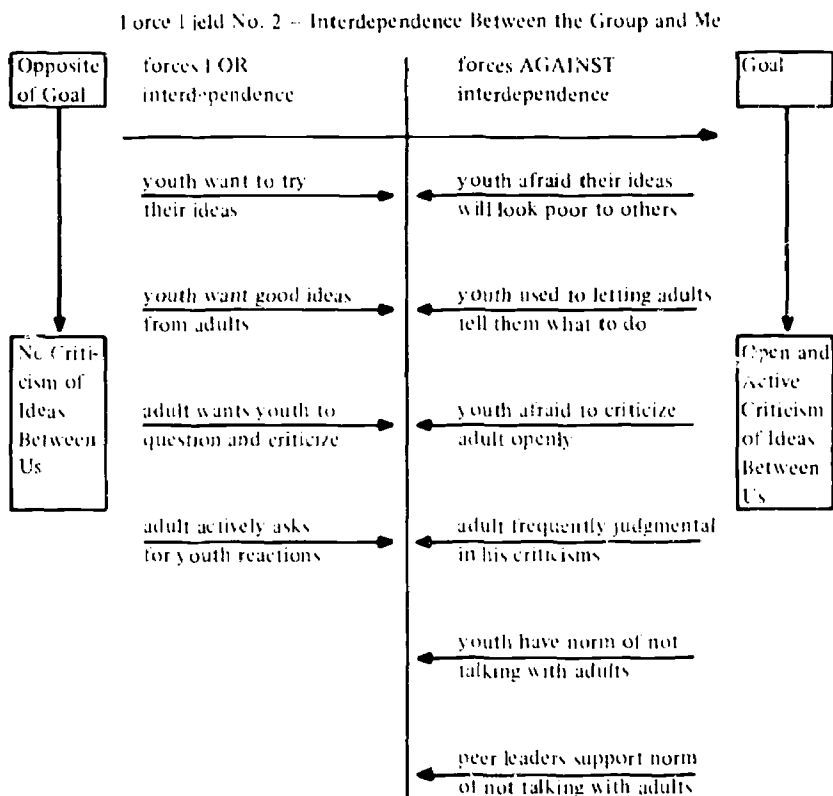 Force Field No. 2 – Interdependence Between the Group and Me
Opposite
of Goal
forces FOR
interdependence
forces AGAINST
interdependence
Goal
youth want to try
their ideas
youth afraid their ideas
will look poor to others
youth want good ideas
from adults
youth used to letting adults
tell them what to do
No Criti-
cism of
Ideas
Between
Us
Open and
Active
Criticism
of Ideas
Between
Us
adult wants youth to
question and criticize
youth afraid to criticize
adult openly
adult actively asks
for youth reactions
adult frequently judgmental
in his criticisms
youth have norm of not
talking with adults
peer leaders support norm
of not talking with adults